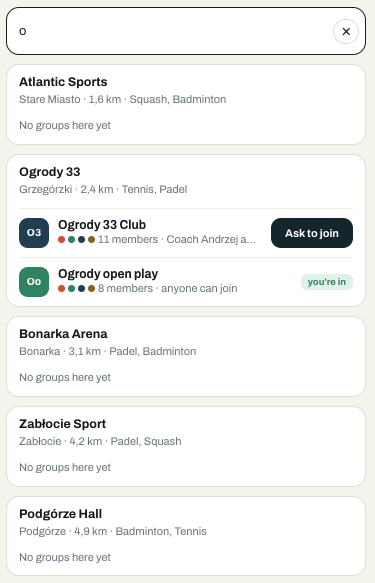 o
Atlantic Sports
Stare Miasto · 1,6 km · Squash, Badminton
No groups here yet
Ogrody 33
Grzegórzki · 2,4 km · Tennis, Padel
O3
Ogrody 33 Club
11 members · Coach Andrzej a...
Ask to join
Oo
Ogrody open play
8 members · anyone can join
you're in
Bonarka Arena
Bonarka · 3,1 km · Padel, Badminton
No groups here yet
Zabłocie Sport
Zabłocie · 4,2 km · Padel, Squash
No groups here yet
Podgórze Hall
Podgórze · 4,9 km · Badminton, Tennis
No groups here yet